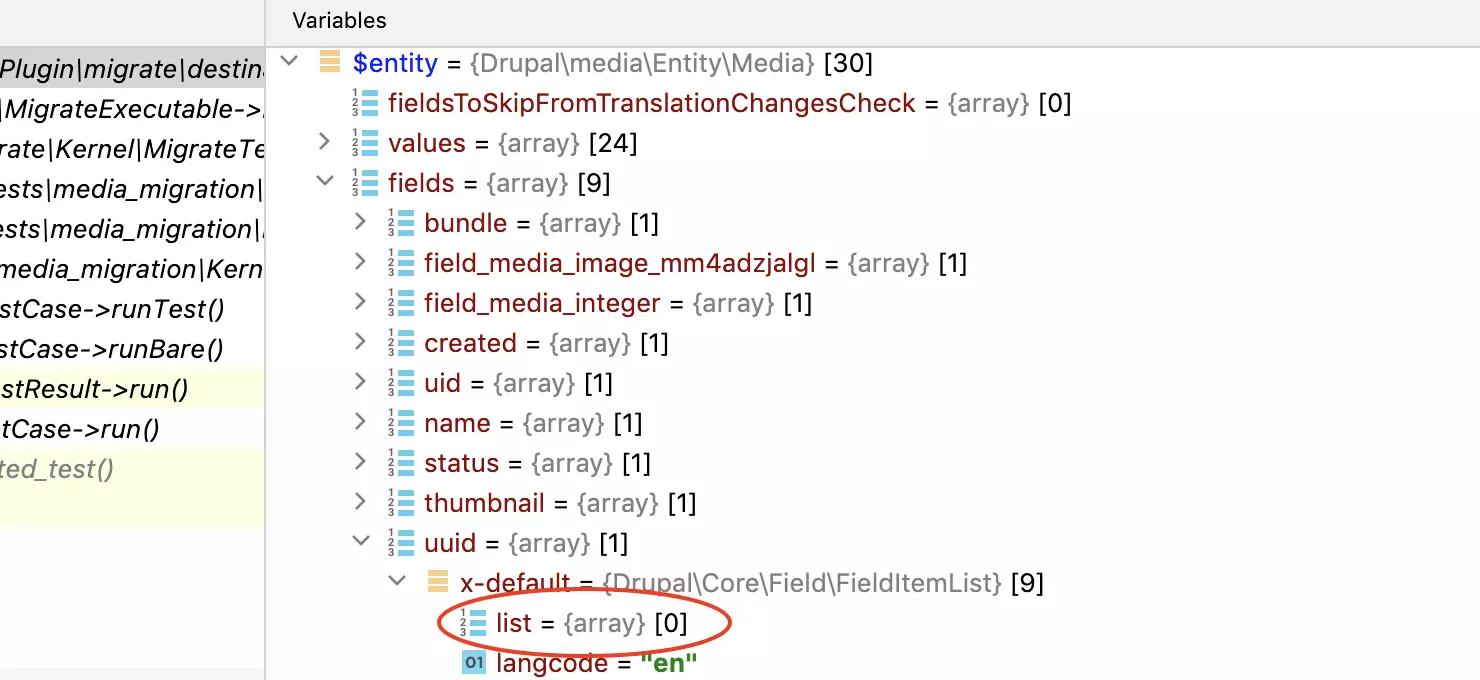 Variables
Plugin\migrate\destina
\MigrateExecutable->
rate\Kernel\MigrateTe
ests\media_migration\
ests\media_migration\
media_migration\Kern
stCase->runTest()
stCase->runBare()
stResult->run()
tCase->run()
ted_test()
$entity = {Drupal\media\Entity\Media} [30]
fieldsToSkipFromTranslationChangesCheck = {array} [0]
values = {array} [24]
fields = {array} [9]
bundle = {array} [1]
field_media_image_mm4adzjalgl = {array} [1]
field_media_integer = {array} [1]
created = {array} [1]
uid = {array} [1]
name = {array} [1]
status = {array} [1]
thumbnail = {array} [1]
uuid = {array} [1]
x-default = {Drupal\Core\Field\FieldItemList} [9]
list = {array} [0]
01 langcode = "en"